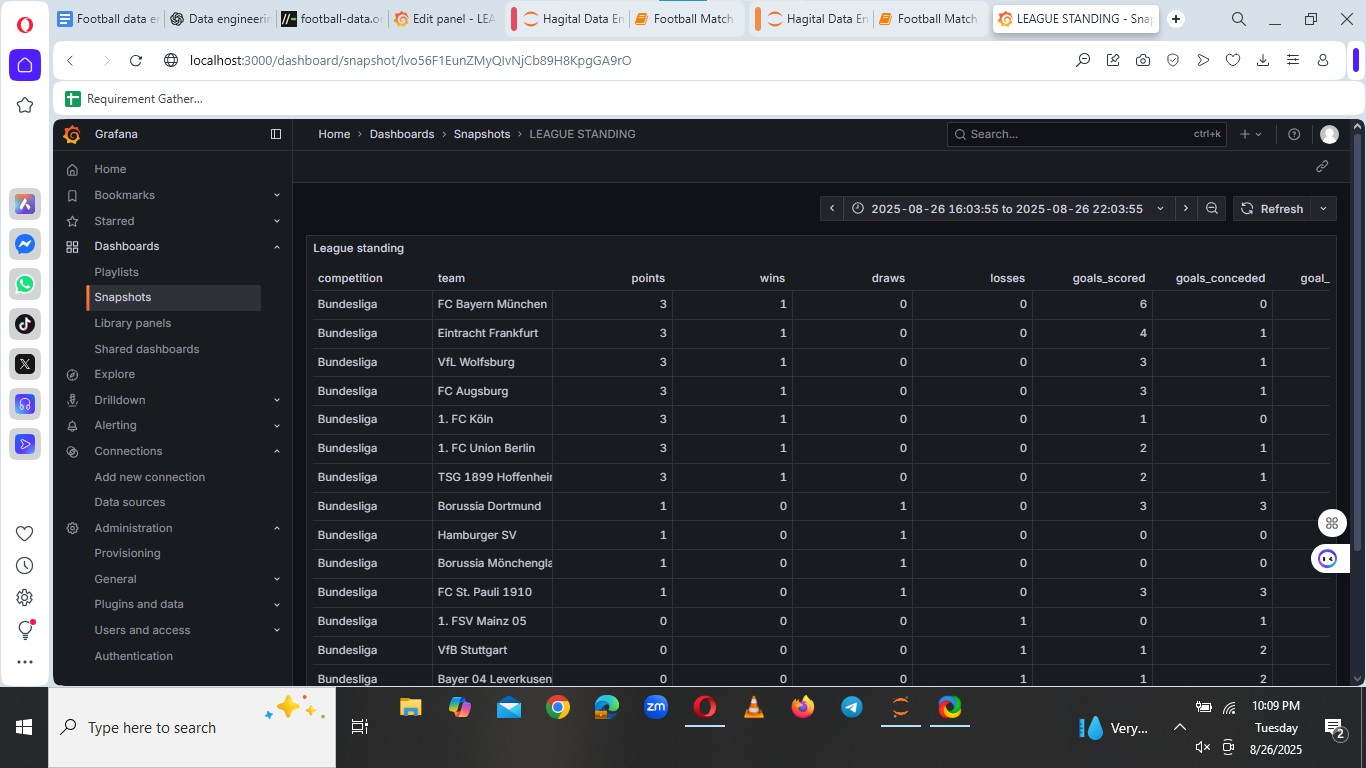 Football data e
Data engineerin
football-data.or
Edit panel - LEA
Hagital Data En
Football Match
Hagital Data En
Football Match
LEAGUE STANDING - Snap
localhost:3000/dashboard/snapshot/lvo56F1EunZMyQIvNjCb89H8KpgGA9rO
Requirement Gather...
Grafana
Home › Dashboards › Snapshots › LEAGUE STANDING
Search... ctrl+k
Home
Bookmarks
Starred
Dashboards
Playlists
Snapshots
Library panels
Shared dashboards
Explore
Drilldown
Alerting
Connections
Add new connection
Data sources
Administration
Provisioning
General
Plugins and data
Users and access
Authentication
2025-08-26 16:03:55 to 2025-08-26 22:03:55
Refresh
League standing
competition team points wins draws losses goals_scored goals_conceded goal_
Bundesliga FC Bayern München 3 1 0 0 6 0
Bundesliga Eintracht Frankfurt 3 1 0 0 4 1
Bundesliga VfL Wolfsburg 3 1 0 0 3 1
Bundesliga FC Augsburg 3 1 0 0 3 1
Bundesliga 1. FC Köln 3 1 0 0 1 0
Bundesliga 1. FC Union Berlin 3 1 0 0 2 1
Bundesliga TSG 1899 Hoffenhein 3 1 0 0 2 1
Bundesliga Borussia Dortmund 1 0 1 0 3 3
Bundesliga Hamburger SV 1 0 1 0 0 0
Bundesliga Borussia Möncengla 1 0 1 0 0 0
Bundesliga FC St. Pauli 1910 1 0 1 0 3 3
Bundesliga 1. FSV Mainz 05 0 0 0 1 0 1
Bundesliga VfB Stuttgart 0 0 0 1 1 2
Bundesliga Bayer 04 Leverkusen 0 0 0 1 1 2
Type here to search
zm
Very...
10:09 PM
Tuesday
8/26/2025
2